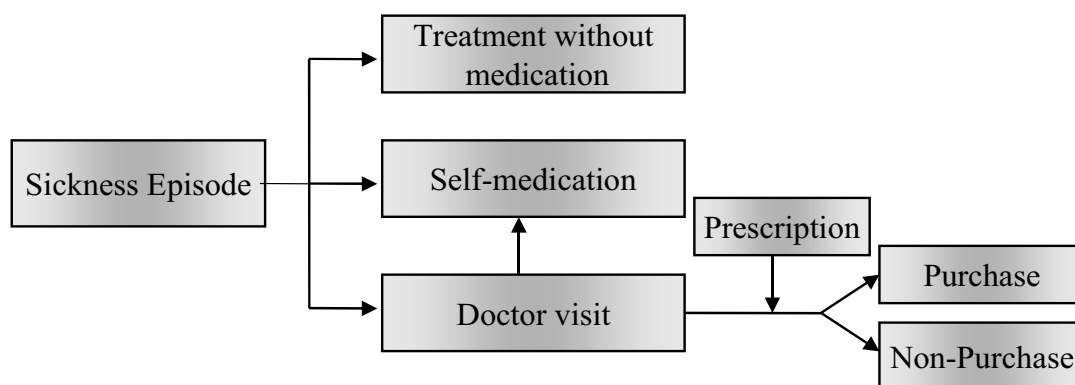 Treatment without
medication
Sickness Episode
Self-medication
Prescription
Purchase
Doctor visit
Non-Purchase